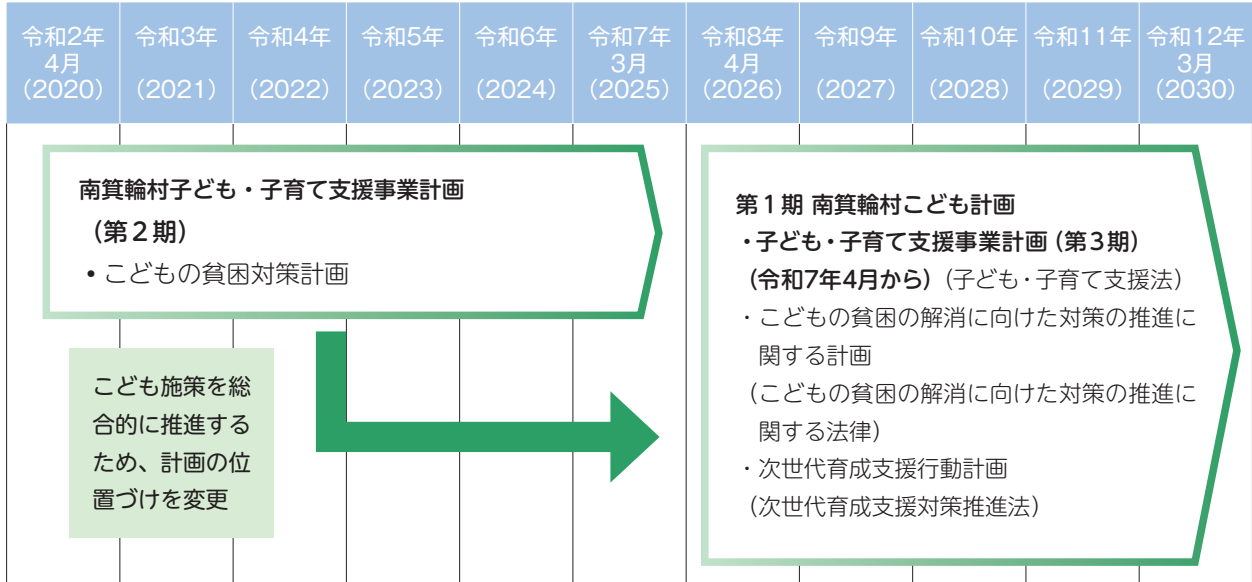 令和2年
4月
（2020）
令和3年
（2021）
令和4年
（2022）
令和5年
（2023）
令和6年
（2024）
令和7年
3月
（2025）
令和8年
4月
（2026）
令和9年
（2027）
令和10年
（2028）
令和11年
（2029）
令和12年
3月
（2030）
南箕輪村子ども・子育て支援事業計画
（第２期）
• こどもの貧困対策計画
こども施策を総
合的に推進する
ため、計画の位
置づけを変更
第１期 南箕輪村こども計画
・子ども・子育て支援事業計画（第３期）
（令和7年4月から）（子ども・子育て支援法）
・こどもの貧困の解消に向けた対策の推進に
関する計画
（こどもの貧困の解消に向けた対策の推進に
関する法律）
・次世代育成支援行動計画
（次世代育成支援対策推進法）